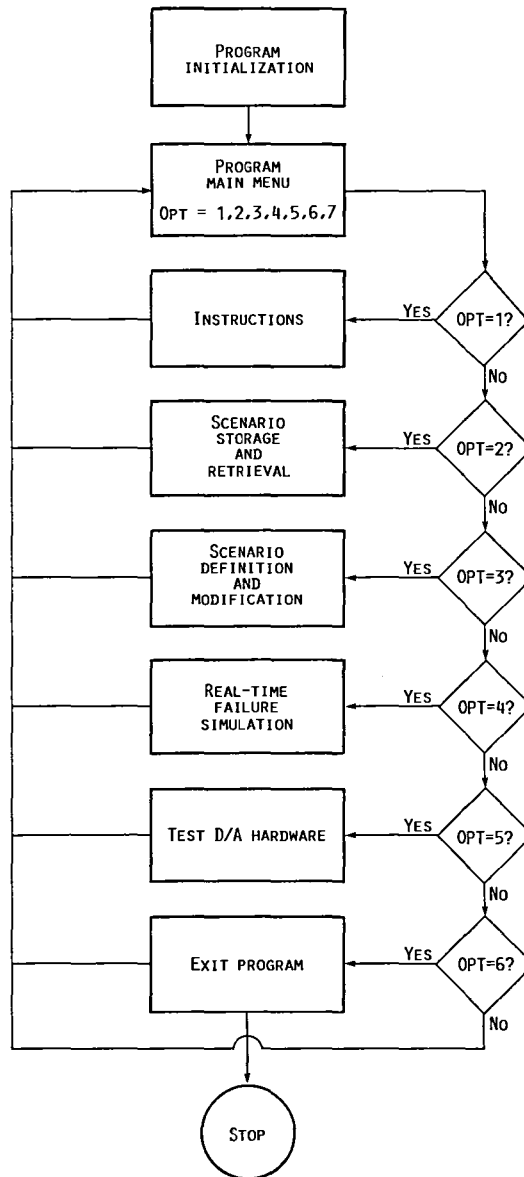 PROGRAM
INITIALIZATION
PROGRAM
MAIN MENU
OPT = 1,2,3,4,5,6,7
INSTRUCTIONS
YES
OPT=1?
NO
SCENARIO
STORAGE
AND
RETRIEVAL
YES
OPT=2?
NO
SCENARIO
DEFINITION
AND
MODIFICATION
YES
OPT=3?
NO
REAL-TIME
FAILURE
SIMULATION
YES
OPT=4?
NO
TEST D/A HARDWARE
YES
OPT=5?
NO
EXIT PROGRAM
YES
OPT=6?
NO
STOP